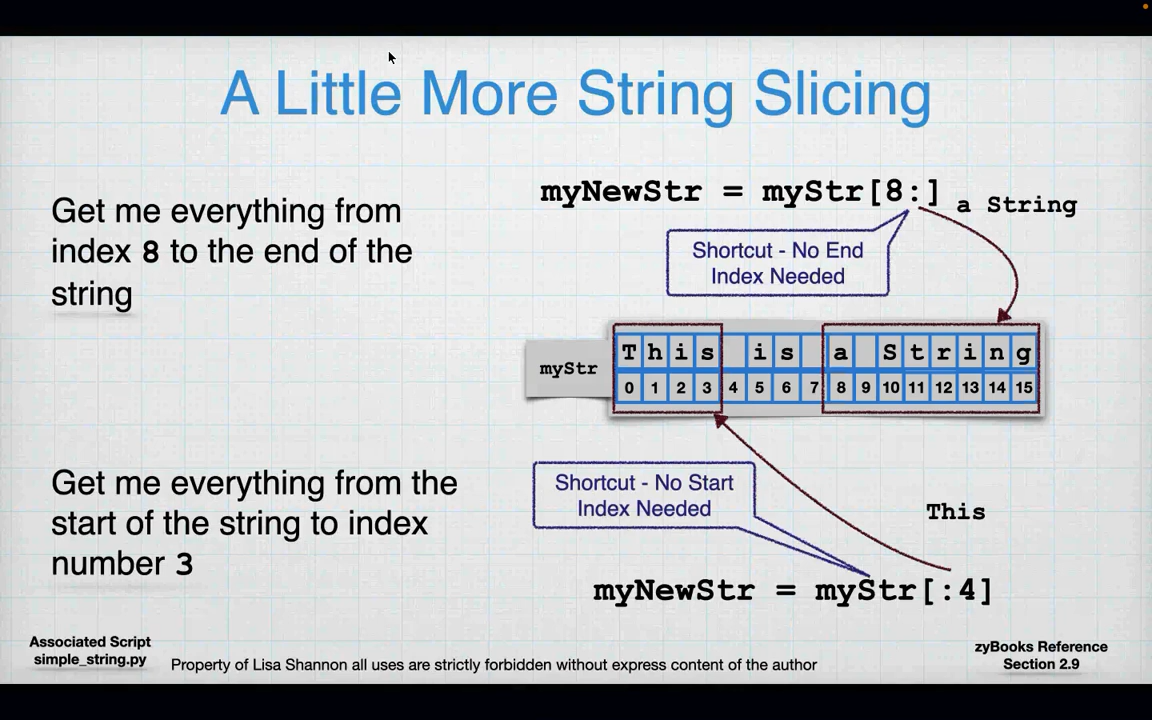 A Little More String Slicing
Get me everything from
index 8 to the end of the
string
myNewStr = myStr[8:]
a String
Shortcut - No End
Index Needed
myStr
T h i s   i s   a   S t r i n g
0 1 2 3 4 5 6 7 8 9 10 11 12 13 14 15
Get me everything from the
start of the string to index
number 3
Shortcut - No Start
Index Needed
This
myNewStr = myStr[:4]
Associated Script
simple_string.py
Property of Lisa Shannon all uses are strictly forbidden without express content of the author
zyBooks Reference
Section 2.9